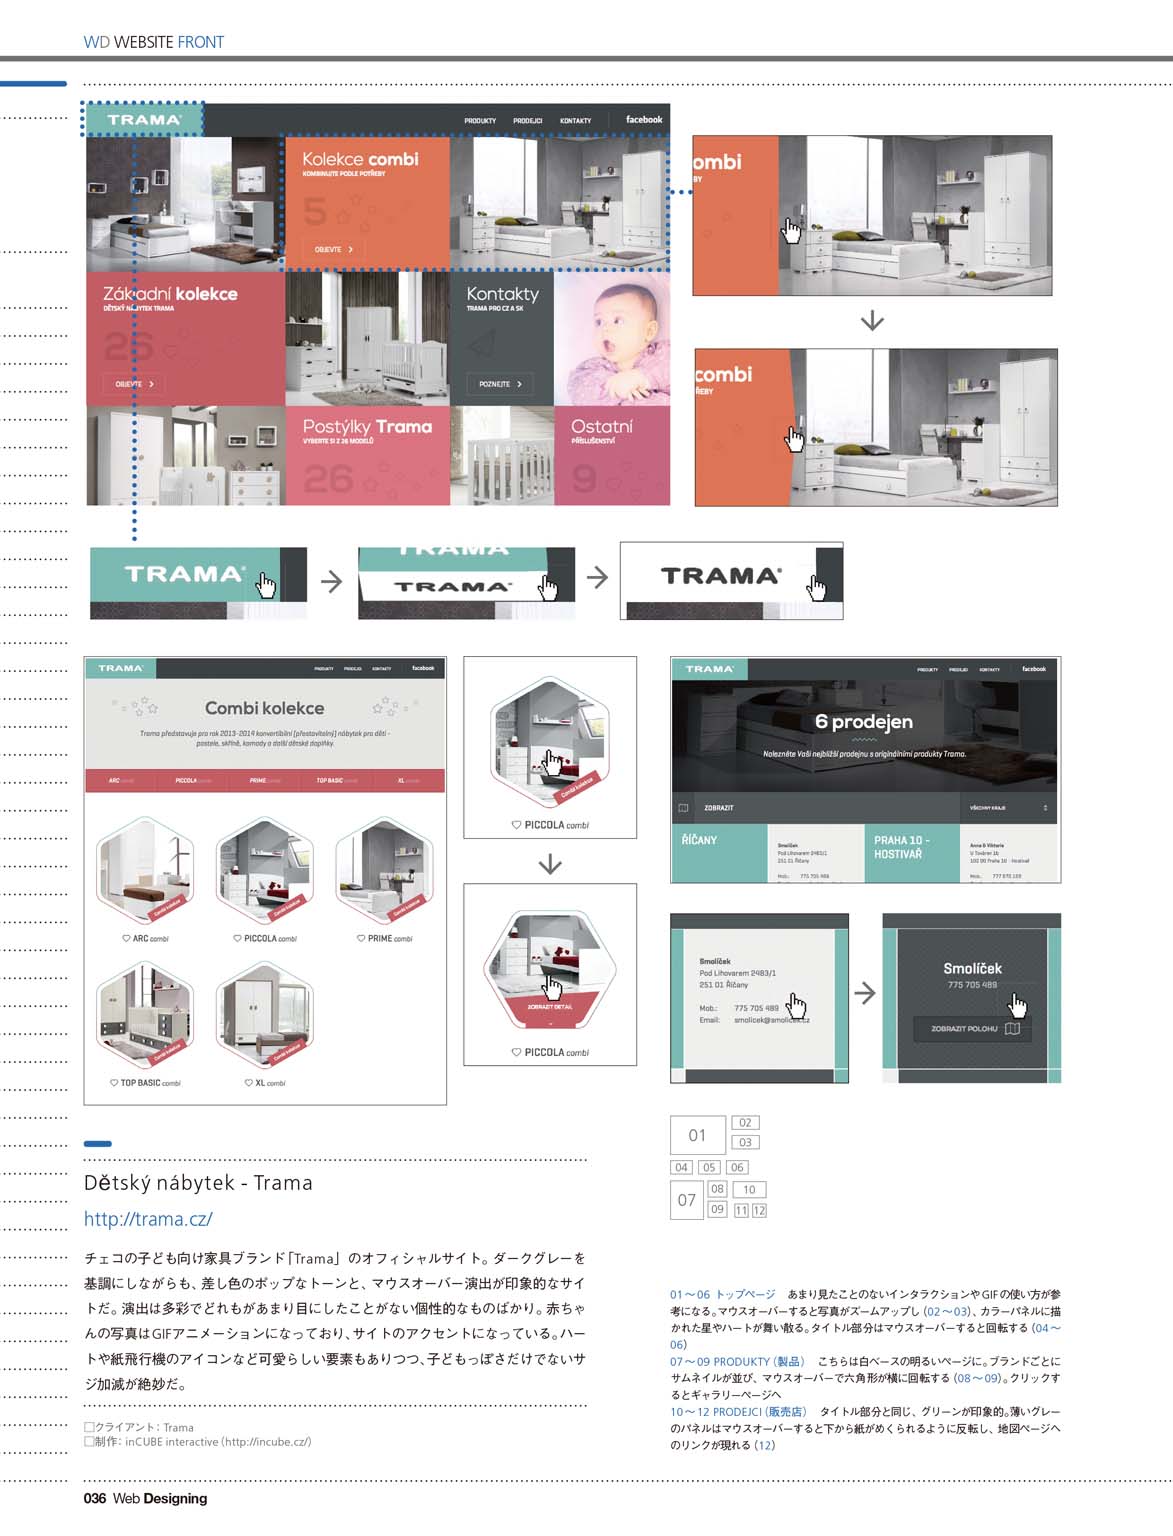 WD WEBSITE FRONT
TRAMA®
PRODUKTY PRODEJCI KONTAKTY facebook
Kolekce combi
KOMBINUJTE PODLE POTŘEBY
5
OBJEVTE
ombi
BY
Základní kolekce
DĚTSKÝ NÁBYTEK TRAMA
26
OBJEVTE
Kontakty
TRAMA PRO CZ A SK
POZNEJTE
combi
ŘEBY
Postýlky Trama
VYBERTE SI Z 26 MODELŮ
26
Ostatní
PŘÍSLUŠENSTVÍ
9
TRAMA®
TRAMA
TRAMA®
TRAMA®
TRAMA®
PRODUKTY PRODEJCI KONTAKTY facebook
Combi kolekce
Trama představuje pro rok 2013-2014 konvertibilní (přestavitelný) nábytek pro děti -
postele, skříně, komody a další dětské doplňky.
ARC combi PICCOLA combi PRIME combi TOP BASIC combi XL combi
Combi kolekce
Combi kolekce
Combi kolekce
ARC combi
PICCOLA combi
PRIME combi
Combi kolekce
Combi kolekce
TOP BASIC combi
XL combi
Combi kolekce
PICCOLA combi
ZOBRAZIT DETAIL
PICCOLA combi
TRAMA®
PRODUKTY PRODEJCI KONTAKTY facebook
6 prodejen
Nalezněte Vaši nejbližší prodejnu s originálními produkty Trama.
ZOBRAZIT
VŠECHNY KRAJE
ŘÍČANY
Smolíček
Pod Lihovarem 2483/1
251 01 Říčany
Mob.: 775 705 489
PRAHA 10 -
HOSTIVAŘ
Anna & Viktorie
U Továren 1b
102 00 Praha 10 - Hostivař
Mob.:
Smolíček
Pod Lihovarem 2483/1
251 01 Říčany
Mob.: 775 705 489
Email: smolicek@smolicek.cz
Smolíček
775 705 489
ZOBRAZIT POLOHU
01
02
03
04 05 06
07
08
09
10
11 12
Dětský nábytek - Trama
http://trama.cz/
チェコの子ども向け家具ブランド「Trama」のオフィシャルサイト。ダークグレーを
基調にしながらも、差し色のポップなトーンと、マウスオーバー演出が印象的なサイ
トだ。演出は多彩でどれもがあまり目にしたことがない個性的なものばかり。赤ちゃ
んの写真はGIFアニメーションになっており、サイトのアクセントになっている。ハー
トや紙飛行機のアイコンなど可愛らしい要素もありつつ、子どもっぽさだけでないサ
ジ加減が絶妙だ。
□クライアント：Trama
□制作：inCUBE interactive（http://incube.cz/）
01〜06 トップページ あまり見たことのないインタラクションやGIFの使い方が参
考になる。マウスオーバーすると写真がズームアップし（02〜03）、カラーパネルに描
かれた星やハートが舞い散る。タイトル部分はマウスオーバーすると回転する（04〜
06）
07〜09 PRODUKTY（製品） こちらは白ベースの明るいページに。ブランドごとに
サムネイルが並び、マウスオーバーで六角形が横に回転する（08〜09）。クリックす
るとギャラリーページへ
10〜12 PRODEJCI（販売店） タイトル部分と同じ、グリーンが印象的。薄いグレー
のパネルはマウスオーバーすると下から紙がめくられるように反転し、地図ページへ
のリンクが現れる（12）
036 Web Designing